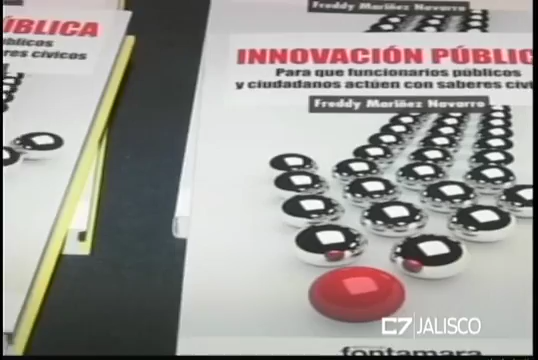 ÚBLICA
úblicos
res cívicos
Freddy Mariñez Navarro
INNOVACIÓN PÚBLIC
Para que funcionarios públicos
y ciudadanos actúen con saberes cívi
Freddy Mariñez Navarro
C7 JALISCO
fontamara